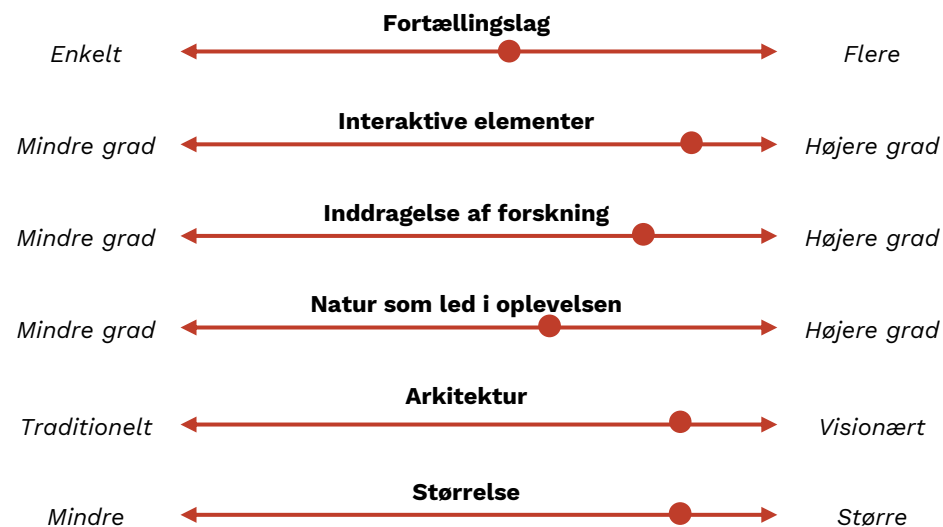 Fortællingslag
Enkelt Flere
Interaktive elementer
Mindre grad Højere grad
Inddragelse af forskning
Mindre grad Højere grad
Natur som led i oplevelsen
Mindre grad Højere grad
Arkitektur
Traditionelt Visionært
Størrelse
Mindre Større